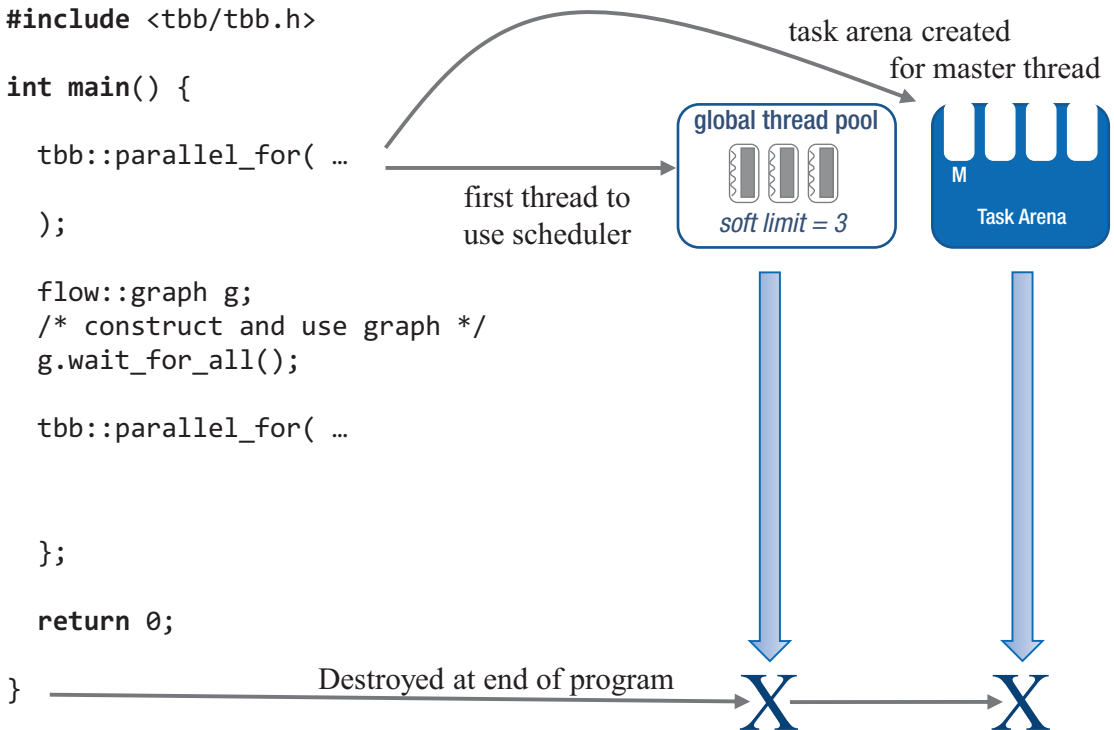 #include <tbb/tbb.h>
task arena created
for master thread
int main() {
global thread pool
tbb::parallel_for( …
M
first thread to
use scheduler
soft limit = 3
Task Arena
);
flow::graph g;
/* construct and use graph */
g.wait_for_all();
tbb::parallel_for( …
};
return 0;
}
Destroyed at end of program
X
X